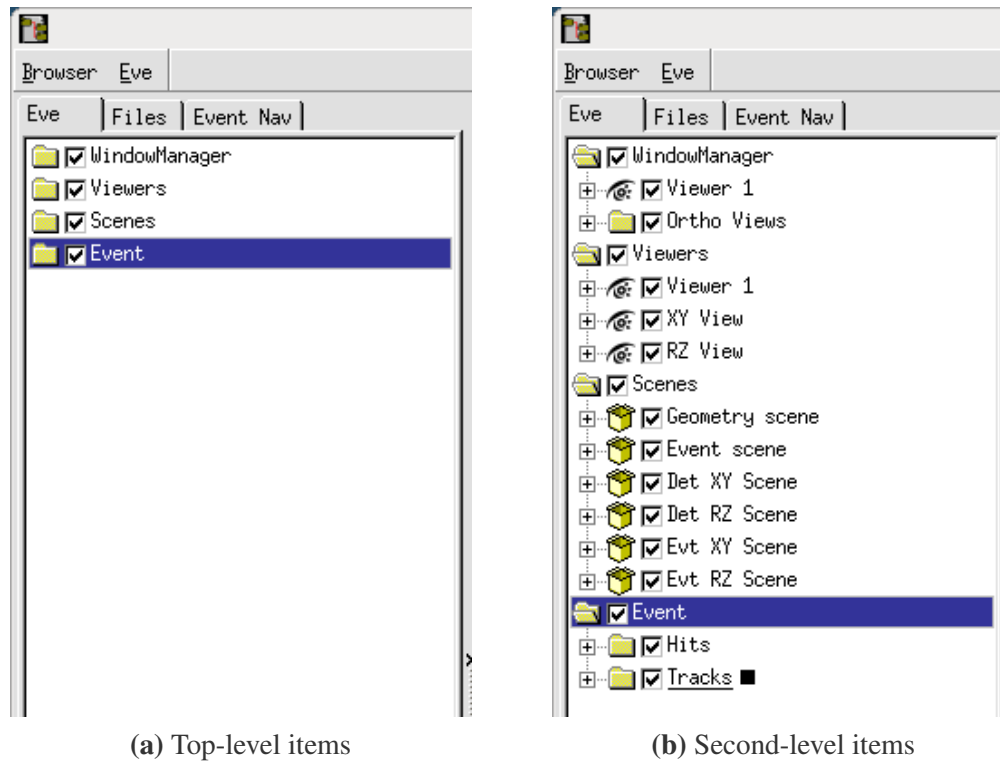 Browser Eve
Eve Files Event Nav
WindowManager
Viewers
Scenes
Event
(a) Top-level items
Browser Eve
Eve Files Event Nav
WindowManager
Viewer 1
Ortho Views
Viewers
Viewer 1
XY View
RZ View
Scenes
Geometry scene
Event scene
Det XY Scene
Det RZ Scene
Evt XY Scene
Evt RZ Scene
Event
Hits
Tracks
(b) Second-level items